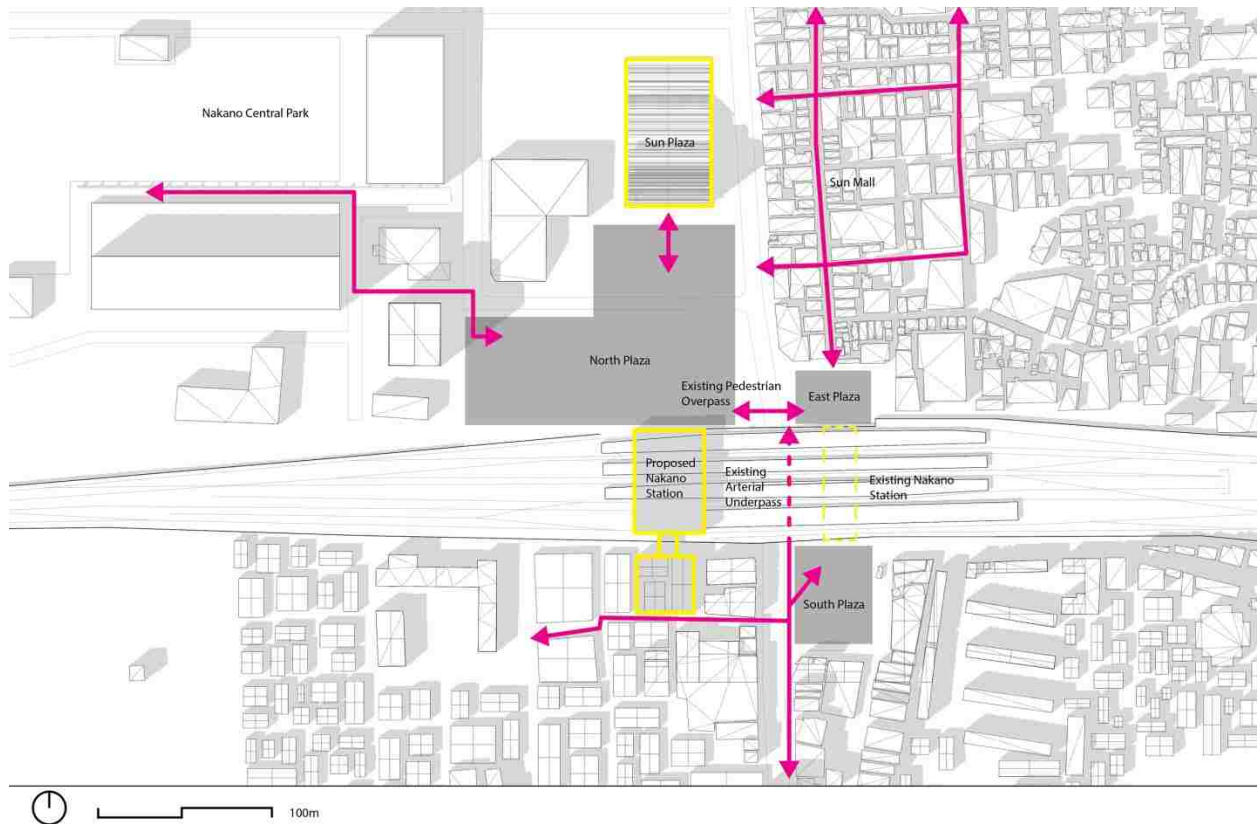 Nakano Central Park
Sun Plaza
Sun Mall
North Plaza
Existing Pedestrian
Overpass
East Plaza
Proposed
Nakano
Station
Existing
Arterial
Underpass
Existing Nakano
Station
South Plaza
100m